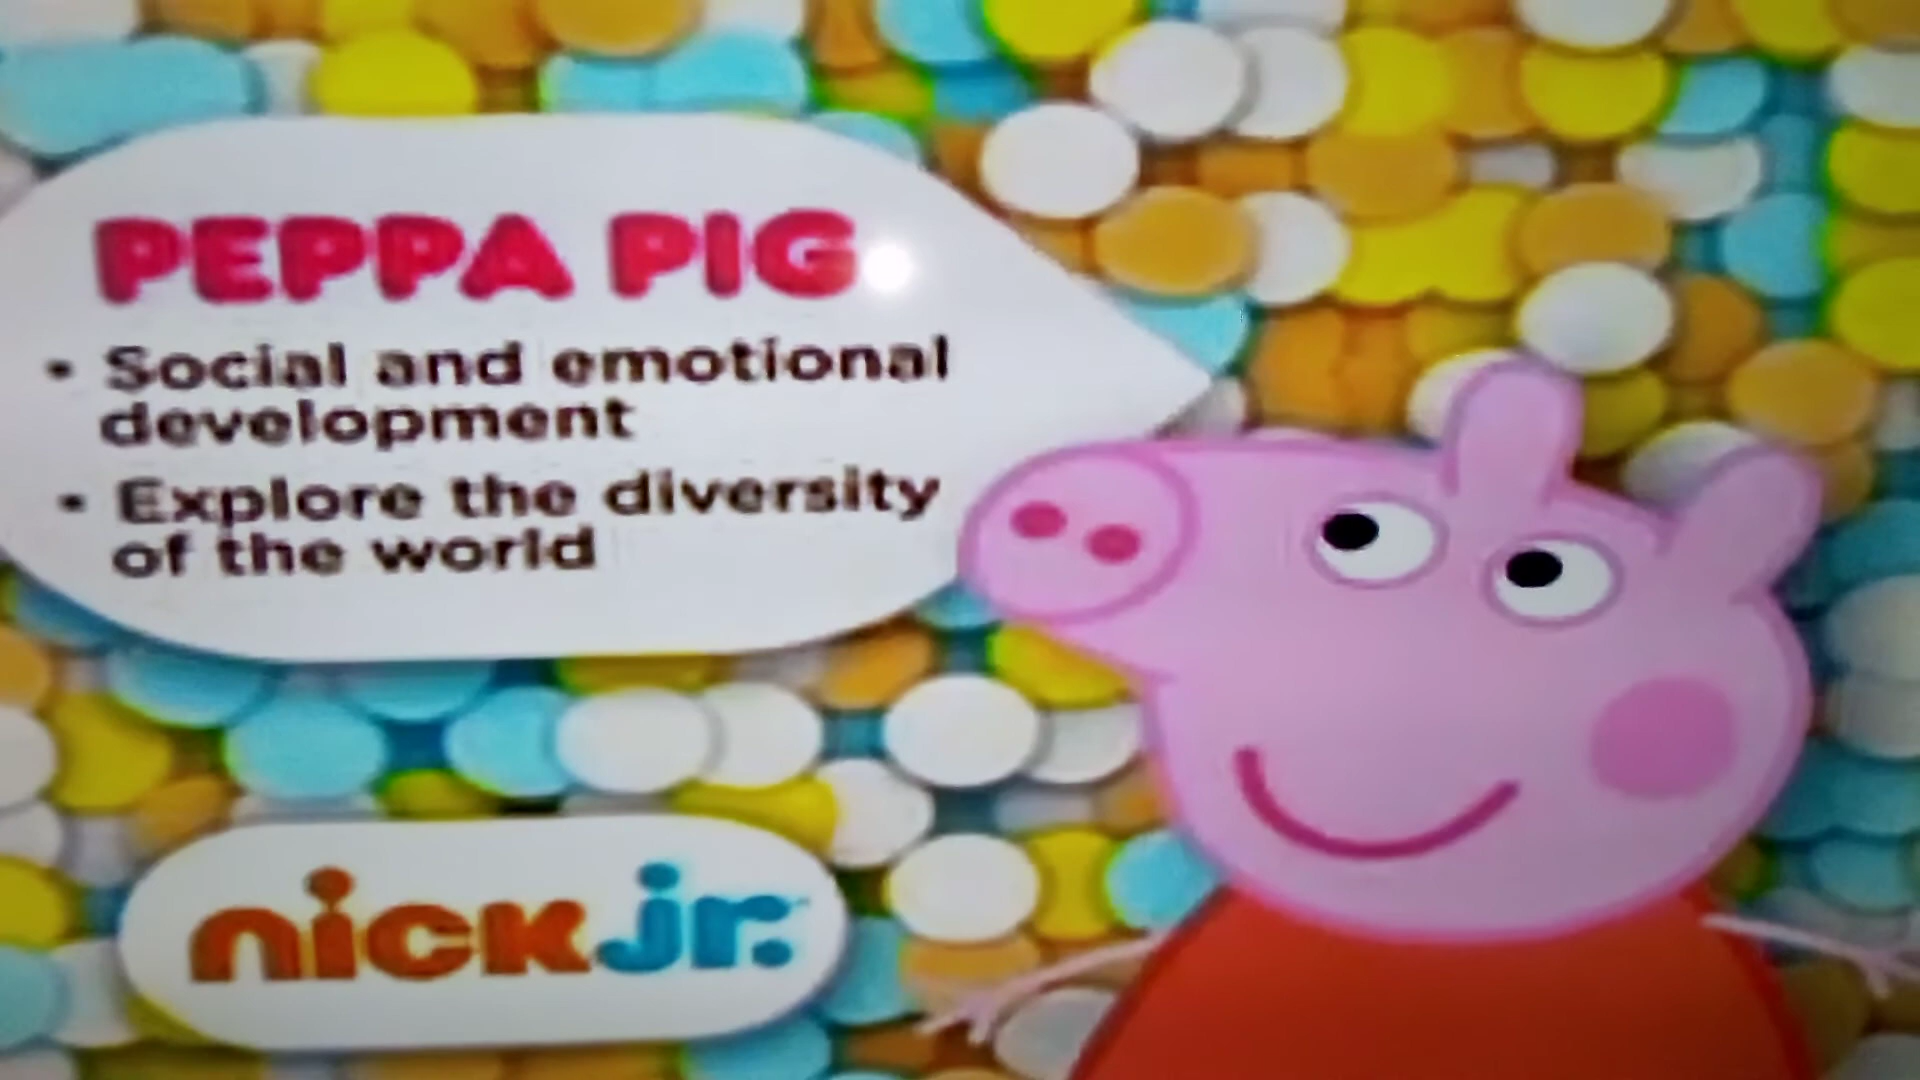 PEPPA PIG
• Social and emotional
development
• Explore the diversity
of the world
nick jr.